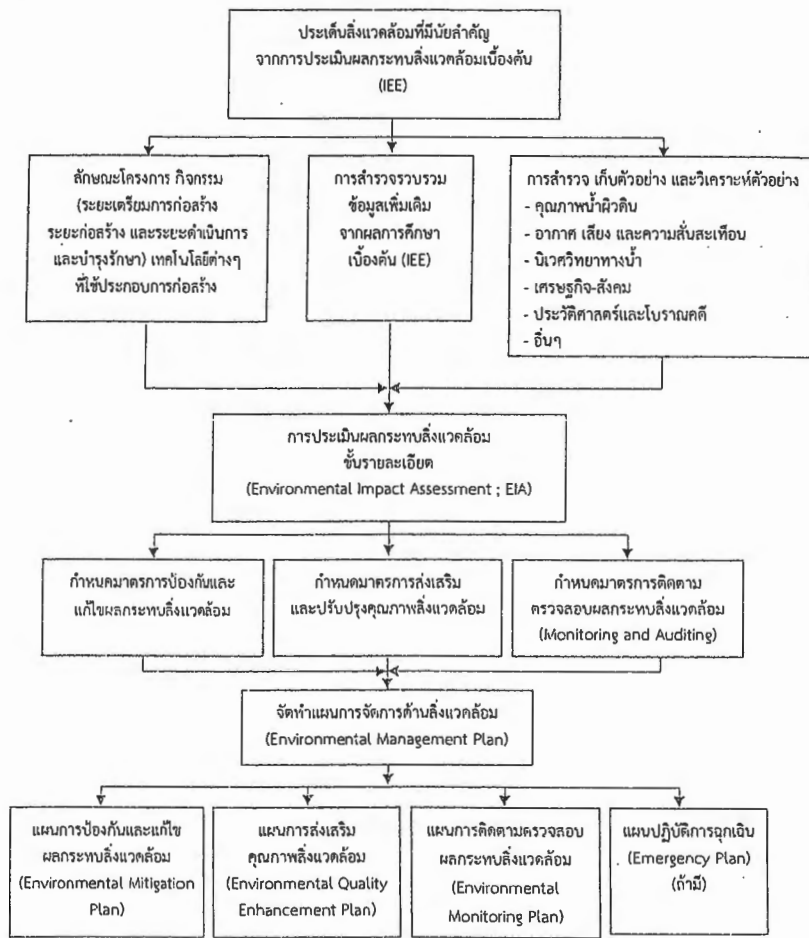 ประเด็นสิ่งแวดล้อมที่มีนัยสำคัญ
จากการประเมินผลกระทบสิ่งแวดล้อมเบื้องต้น
(IEE)
ลักษณะโครงการ กิจกรรม
(ระยะเตรียมการก่อสร้าง
ระยะก่อสร้าง และระยะดำเนินการ
และบำรุงรักษา) เทคโนโลยีต่างๆ
ที่ใช้ประกอบการก่อสร้าง
การสำรวจรวบรวม
ข้อมูลเพิ่มเติม
จากผลการศึกษา
เบื้องต้น (IEE)
การสำรวจ เก็บตัวอย่าง และวิเคราะห์ตัวอย่าง
- คุณภาพน้ำผิวดิน
- อากาศ เสียง และความสั่นสะเทือน
- นิเวศวิทยาทางน้ำ
- เศรษฐกิจ-สังคม
- ประวัติศาสตร์และโบราณคดี
- อื่นๆ
การประเมินผลกระทบสิ่งแวดล้อม
ขั้นรายละเอียด
(Environmental Impact Assessment ; EIA)
กำหนดมาตรการป้องกันและ
แก้ไขผลกระทบสิ่งแวดล้อม
กำหนดมาตรการส่งเสริม
และปรับปรุงคุณภาพสิ่งแวดล้อม
กำหนดมาตรการติดตาม
ตรวจสอบผลกระทบสิ่งแวดล้อม
(Monitoring and Auditing)
จัดทำแผนการจัดการด้านสิ่งแวดล้อม
(Environmental Management Plan)
แผนการป้องกันและแก้ไข
ผลกระทบสิ่งแวดล้อม
(Environmental Mitigation
Plan)
แผนการส่งเสริม
คุณภาพสิ่งแวดล้อม
(Environmental Quality
Enhancement Plan)
แผนการติดตามตรวจสอบ
ผลกระทบสิ่งแวดล้อม
(Environmental
Monitoring Plan)
แผนปฏิบัติการฉุกเฉิน
(Emergency Plan)
(ถ้ามี)